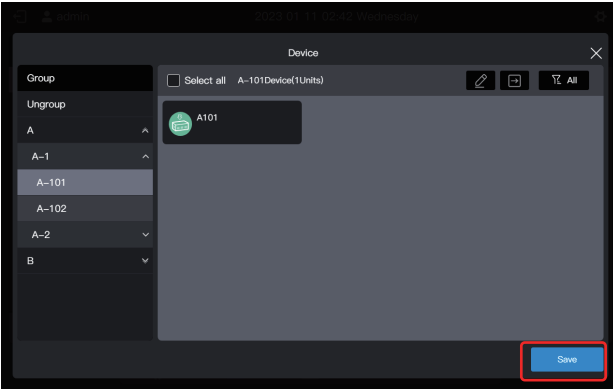 admin 2023 01 11 02:42 Wednesday
Device
Group
Select all A-101Device(1Units) All
Ungroup
A101
A
A-1
A-101
A-102
A-2
B
Save